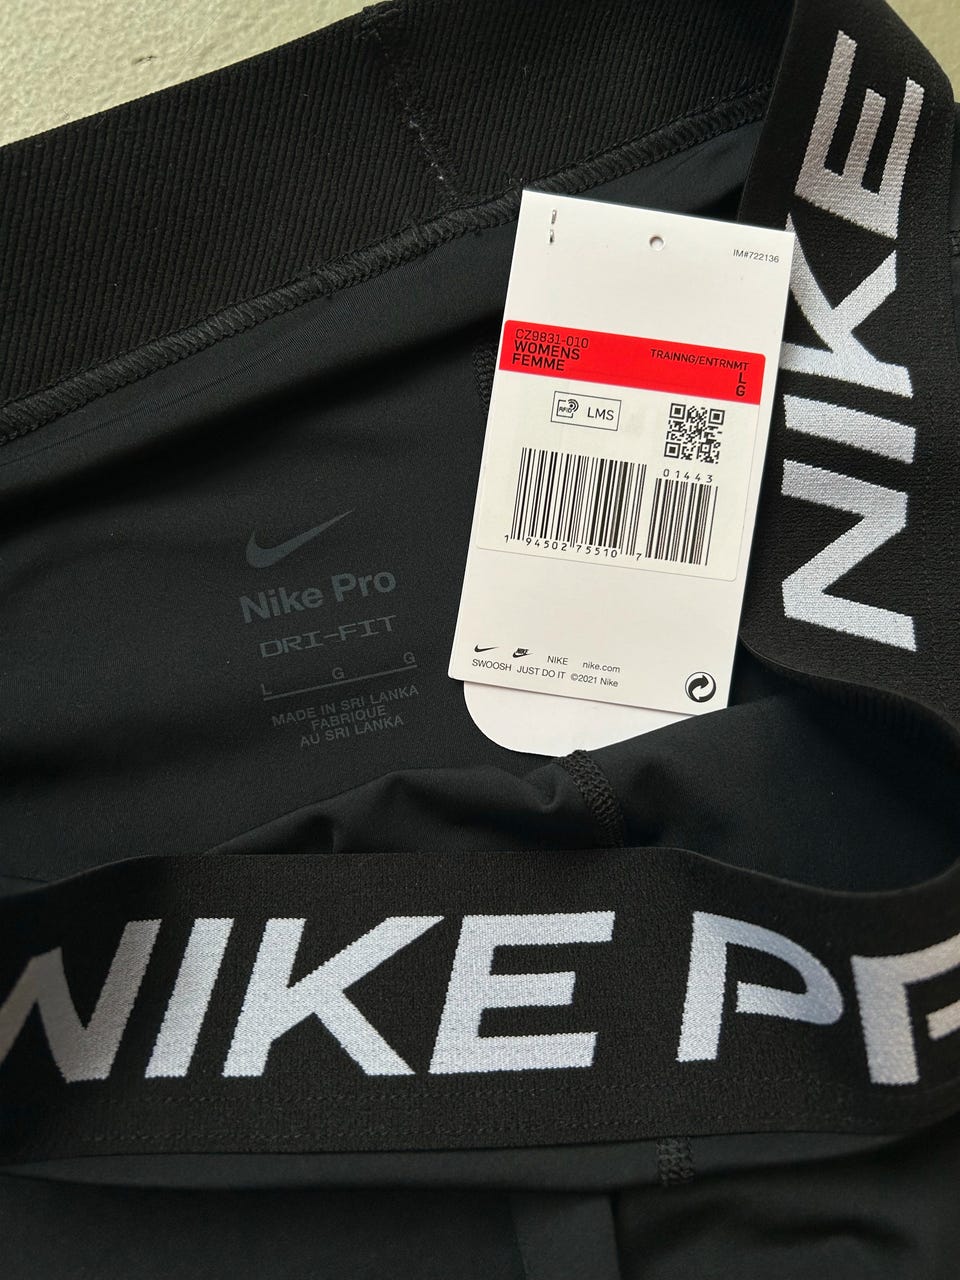 NIKE
IM#722136
CZ9831-010
WOMENS
FEMME
TRAINNG/ENTRNMT
L
G
RFID
LMS
01443
1 94502 75510 7
NIKE nike.com
SWOOSH JUST DO IT ©2021 Nike
Nike Pro
DRI-FIT
L G G
MADE IN SRI LANKA
FABRIQUE
AU SRI LANKA
NIKE P